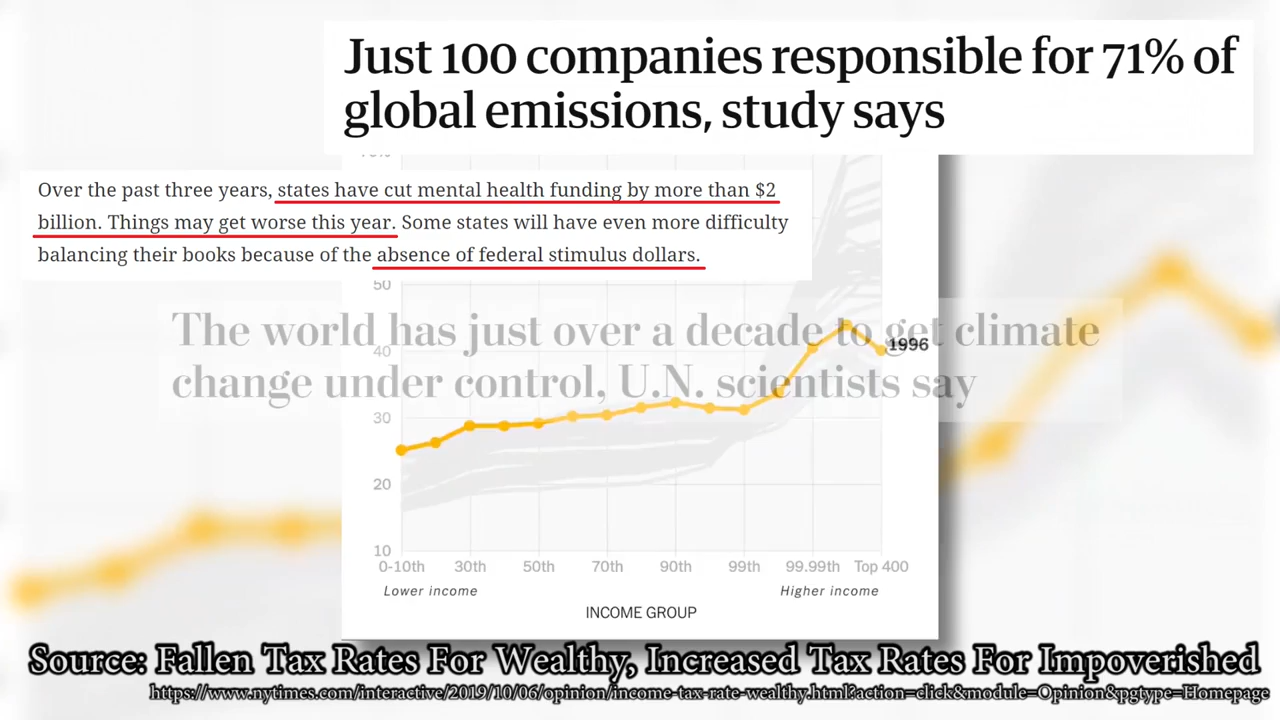 Just 100 companies responsible for 71% of
global emissions, study says
Over the past three years, states have cut mental health funding by more than $2
billion. Things may get worse this year. Some states will have even more difficulty
balancing their books because of the absence of federal stimulus dollars.
50
The world has just over a decade to get climate
change under control, U.N. scientists say
40
1996
30
20
10
0-10th 30th 50th 70th 90th 99th 99.99th Top 400
Lower income Higher income
INCOME GROUP
Source: Fallen Tax Rates For Wealthy, Increased Tax Rates For Impoverished
https://www.nytimes.com/interactive/2019/10/06/opinion/income-tax-rate-wealthy.html?action=click&module=Opinion&pgtype=Homepage